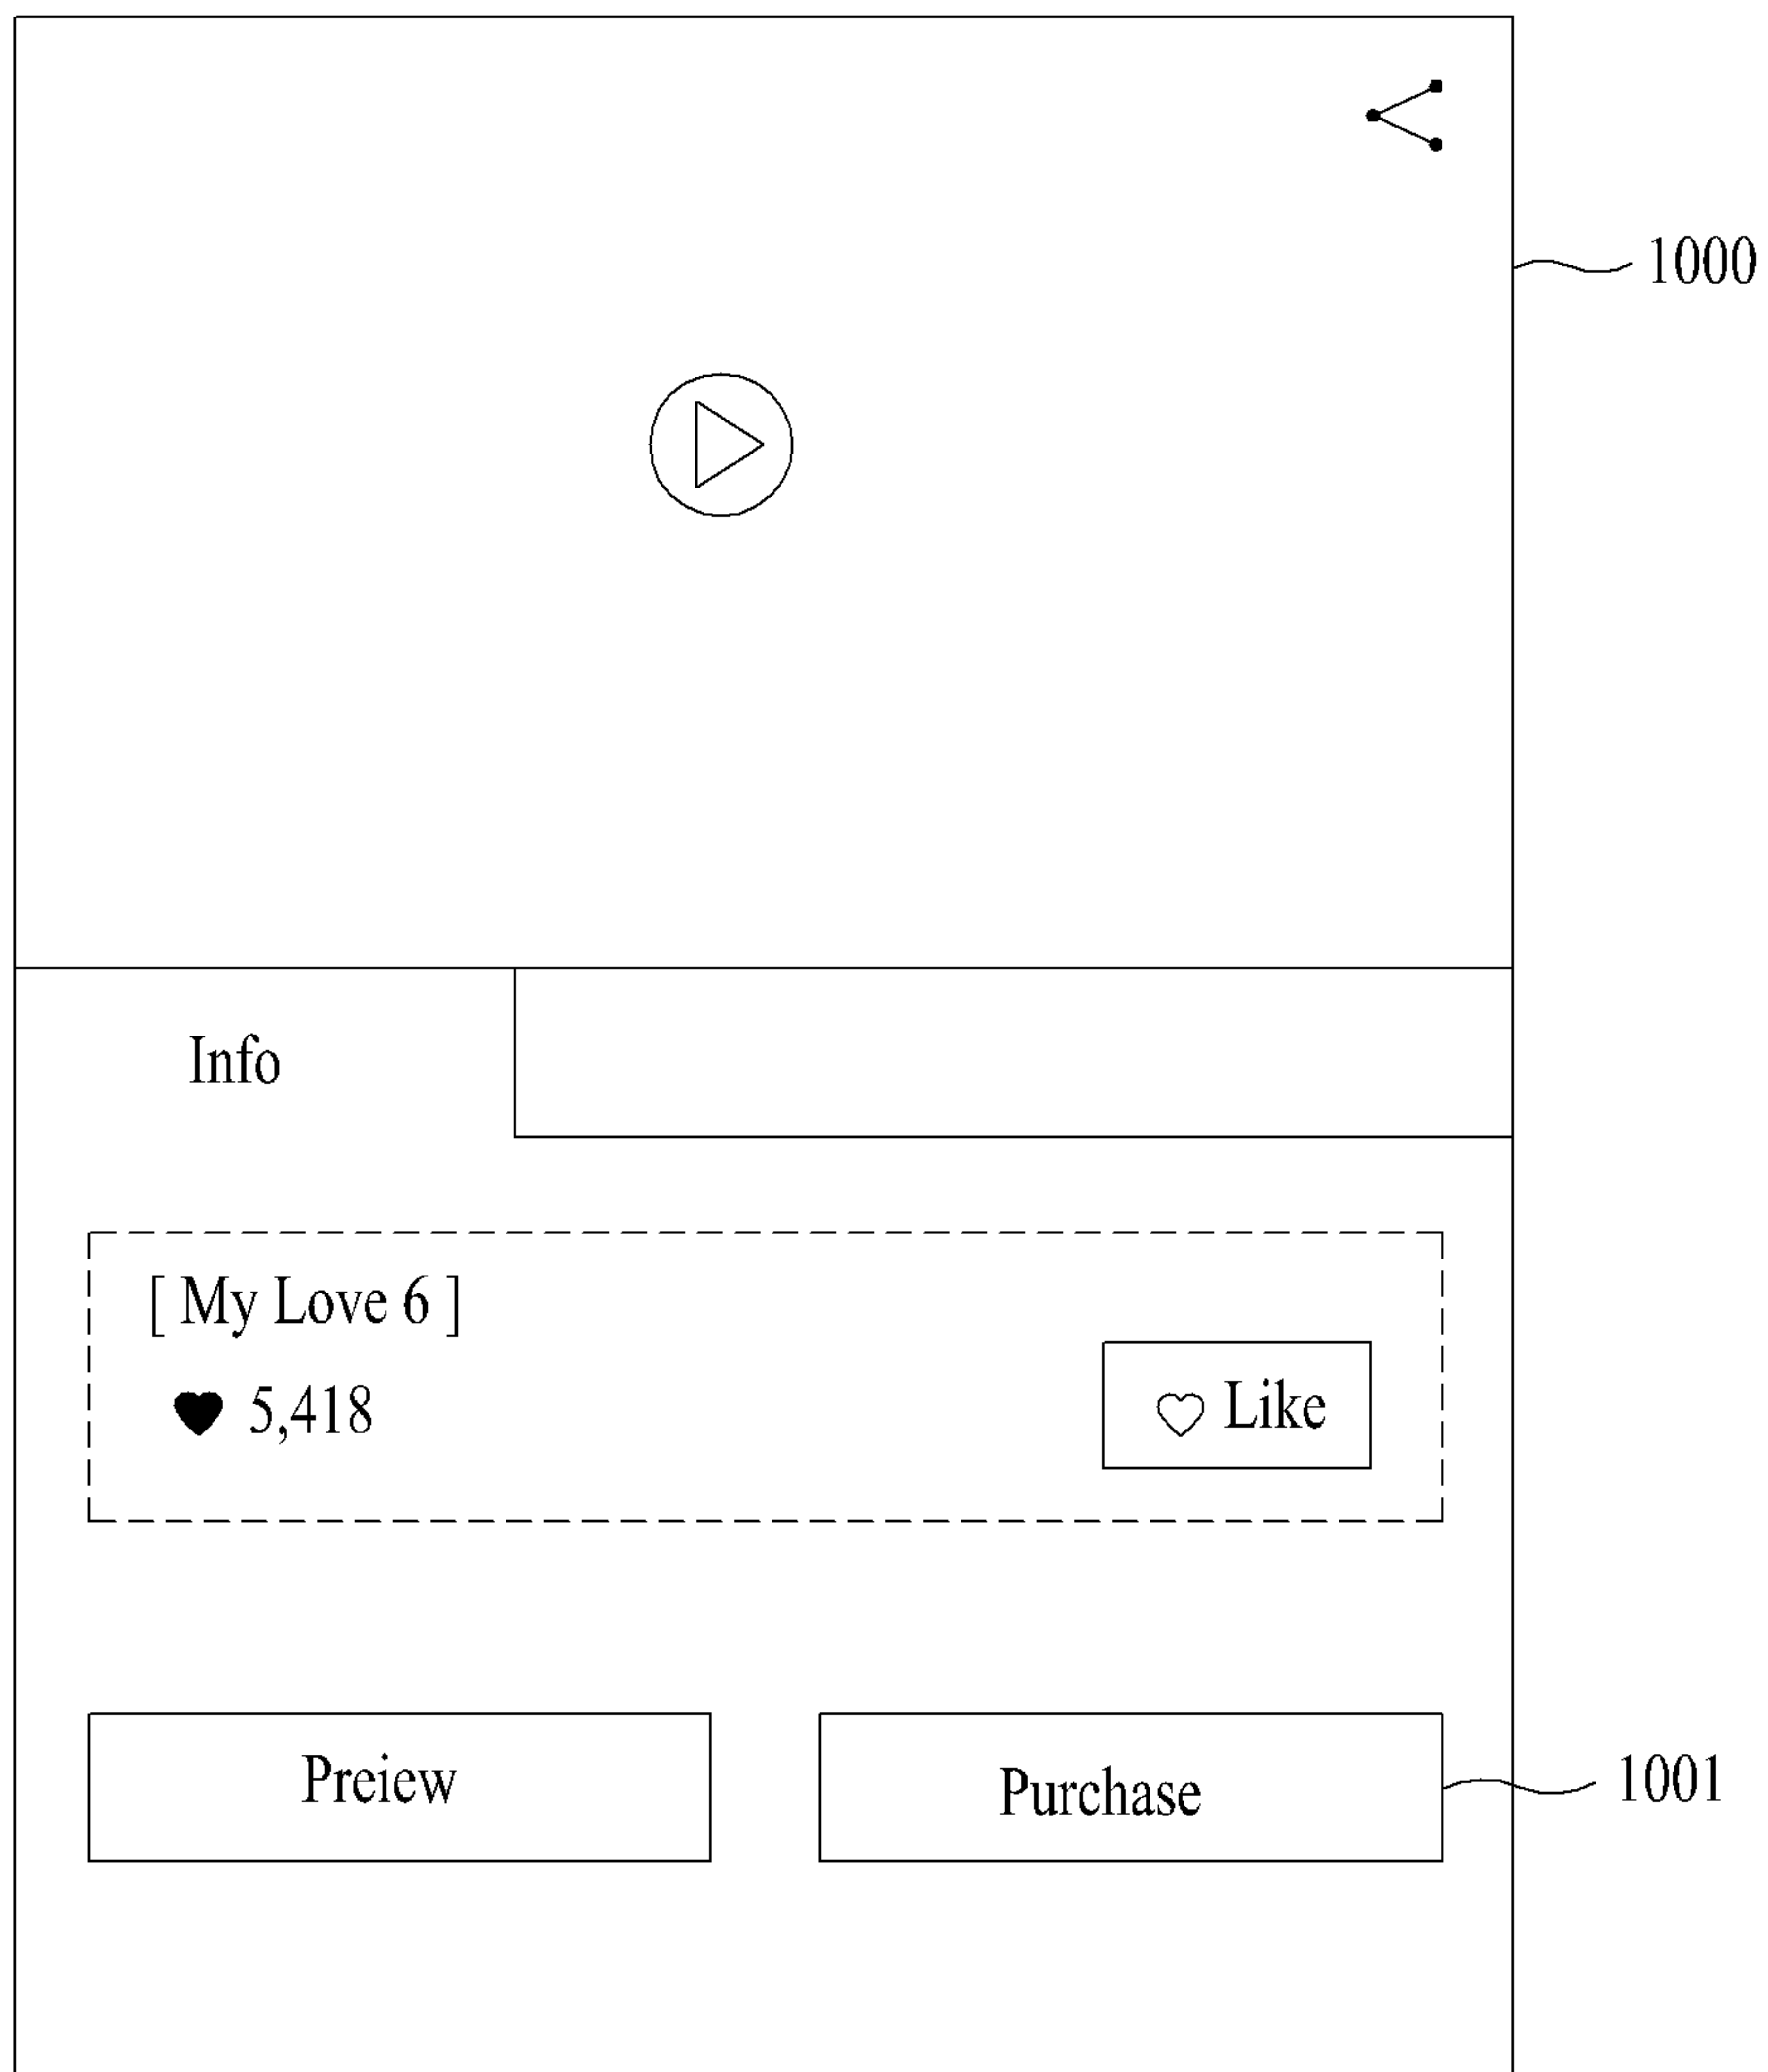 1000
Info
[ My Love 6 ]
5,418
Like
Preiew
Purchase
1001